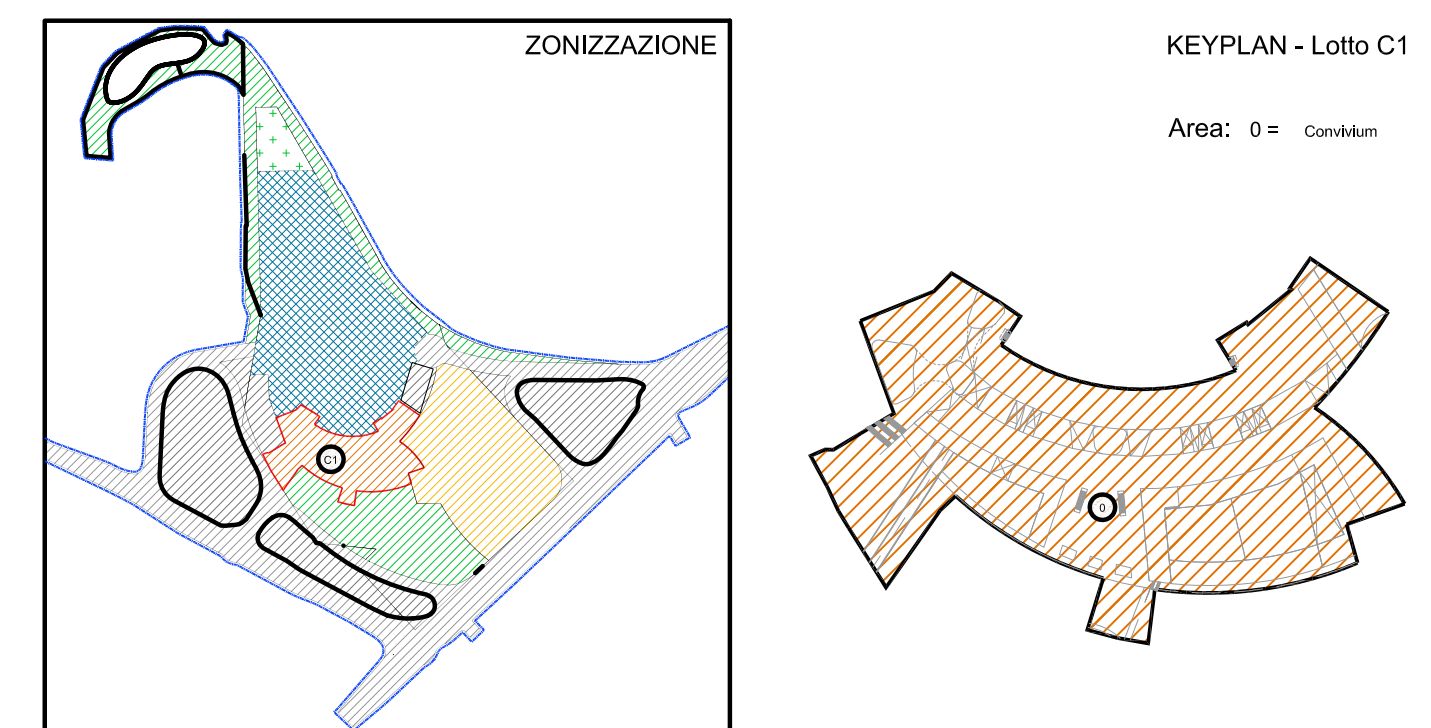 ZONIZZAZIONE
C1
KEYPLAN - Lotto C1
Area: 0 = Convivium
0